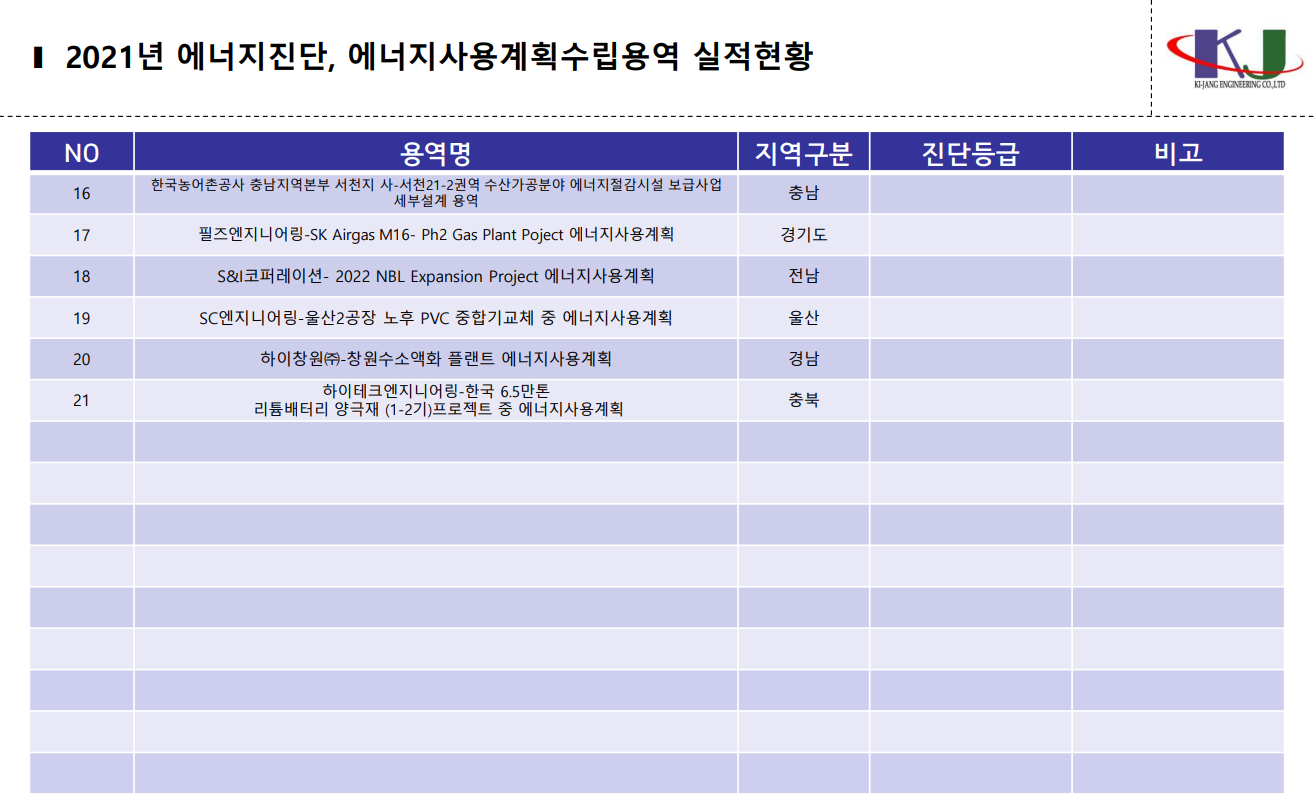 2021년 에너지진단, 에너지사용계획수립용역 실적현황
KJ
KI-JANG ENGINEERING CO.,LTD
NO 용역명 지역구분 진단등급 비고
16 한국농어촌공사 충남지역본부 서천지 사-서천21-2권역 수산가공분야 에너지절감시설 보급사업
세부설계 용역 충남
17 필즈엔지니어링-SK Airgas M16- Ph2 Gas Plant Poject 에너지사용계획 경기도
18 S&I코퍼레이션- 2022 NBL Expansion Project 에너지사용계획 전남
19 SC엔지니어링-울산2공장 노후 PVC 중합기교체 중 에너지사용계획 울산
20 하이창원㈜-창원수소액화 플랜트 에너지사용계획 경남
21 하이테크엔지니어링-한국 6.5만톤
리튬배터리 양극재 (1-2기)프로젝트 중 에너지사용계획 충북